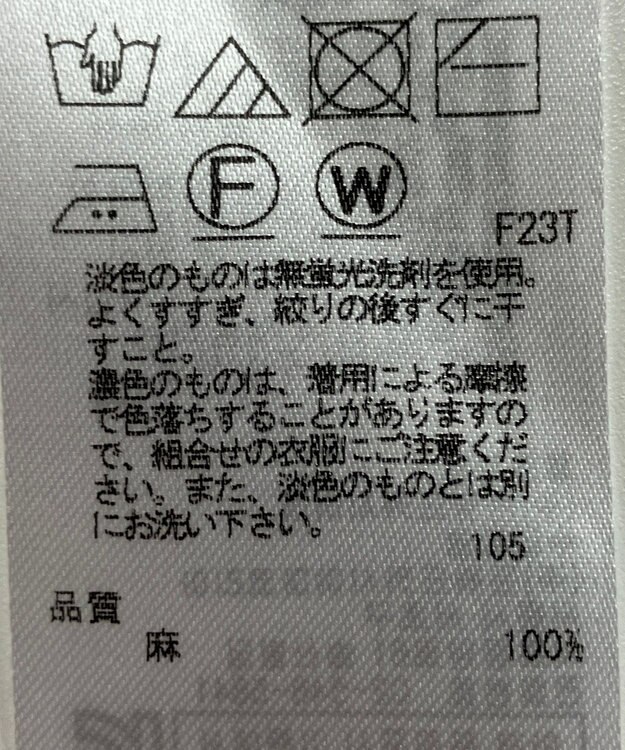 F
W
F23T
淡色のものは無蛍光洗剤を使用。
よくすすぎ、絞りの後すぐに干
すこと。
濃色のものは、着用による摩擦
で色落ちすることがありますの
で、組合せの衣服にご注意くだ
さい。また、淡色のものとは別
にお洗い下さい。
105
品質
麻 100%